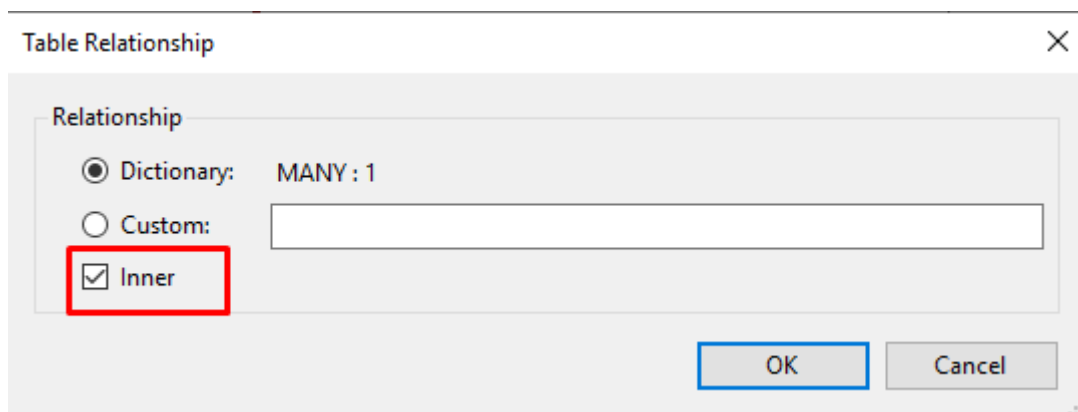 Table Relationship
Relationship
Dictionary: MANY : 1
Custom:
Inner
OK Cancel